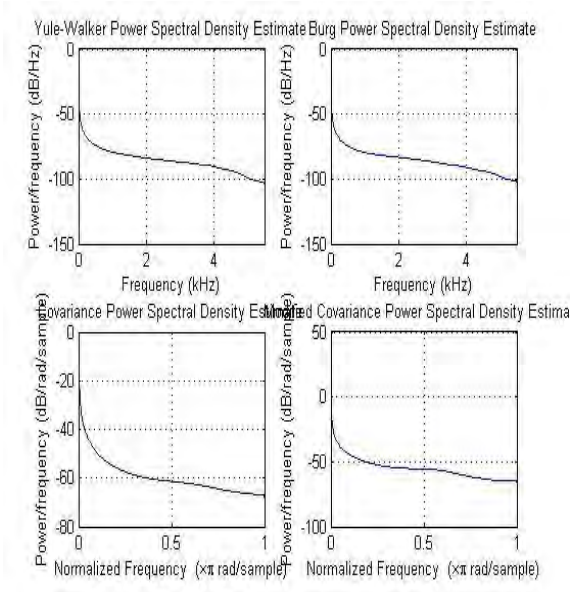 Yule-Walker Power Spectral Density Estimate
Burg Power Spectral Density Estimate
Power/frequency (dB/Hz)
0
-50
-100
-150
0 2 4
Frequency (kHz)
Power/frequency (dB/Hz)
0
-50
-100
-150
0 2 4
Frequency (kHz)
Covariance Power Spectral Density
Modified Covariance Power Spectral Density Estima
Power/frequency (dB/rad/sample)
0
-20
-40
-60
-80
0 0.5 1
Normalized Frequency (×π rad/sample)
Power/frequency (dB/rad/sample)
50
0
-50
-100
0 0.5 1
Normalized Frequency (×π rad/sample)